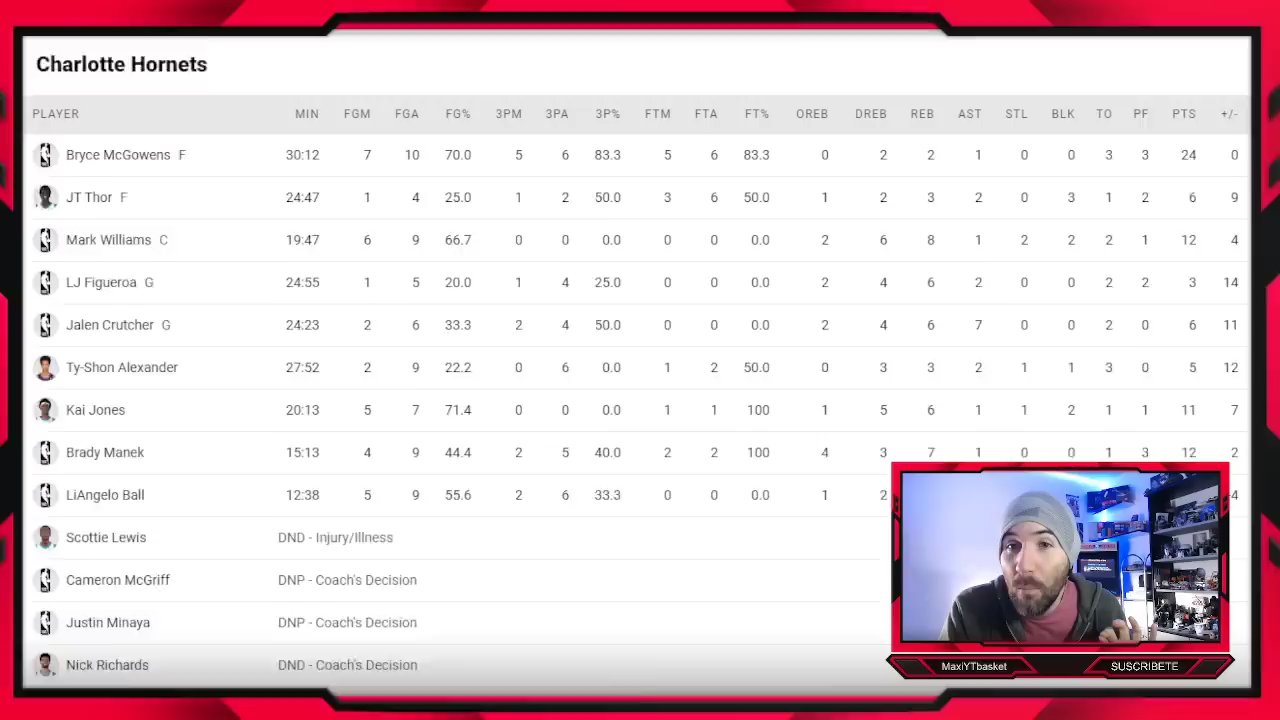 Charlotte Hornets
PLAYER MIN FGM FGA FG% 3PM 3PA 3P% FTM FTA FT% OREB DREB REB AST STL BLK TO PF PTS +/-
Bryce McGowens F 30:12 7 10 70.0 5 6 83.3 5 6 83.3 0 2 2 1 0 0 3 3 24 0
JT Thor F 24:47 1 4 25.0 1 2 50.0 3 6 50.0 1 2 3 2 0 3 1 2 6 9
Mark Williams C 19:47 6 9 66.7 0 0 0.0 0 0 0.0 2 6 8 1 2 2 2 1 12 4
LJ Figueroa G 24:55 1 5 20.0 1 4 25.0 0 0 0.0 2 4 6 2 0 0 2 2 3 14
Jalen Crutcher G 24:23 2 6 33.3 2 4 50.0 0 0 0.0 2 4 6 7 0 0 2 0 6 11
Ty-Shon Alexander 27:52 2 9 22.2 0 6 0.0 1 2 50.0 0 3 3 2 1 1 3 0 5 12
Kai Jones 20:13 5 7 71.4 0 0 0.0 1 1 100 1 5 6 1 1 2 1 1 11 7
Brady Manek 15:13 4 9 44.4 2 5 40.0 2 2 100 4 3 7 1 0 0 1 3 12 2
LiAngelo Ball 12:38 5 9 55.6 2 6 33.3 0 0 0.0 1 2 4
Scottie Lewis DND - Injury/Illness
Cameron McGriff DNP - Coach's Decision
Justin Minaya DNP - Coach's Decision
Nick Richards DND - Coach's Decision
MaxiYTbasket SUSCRIBETE